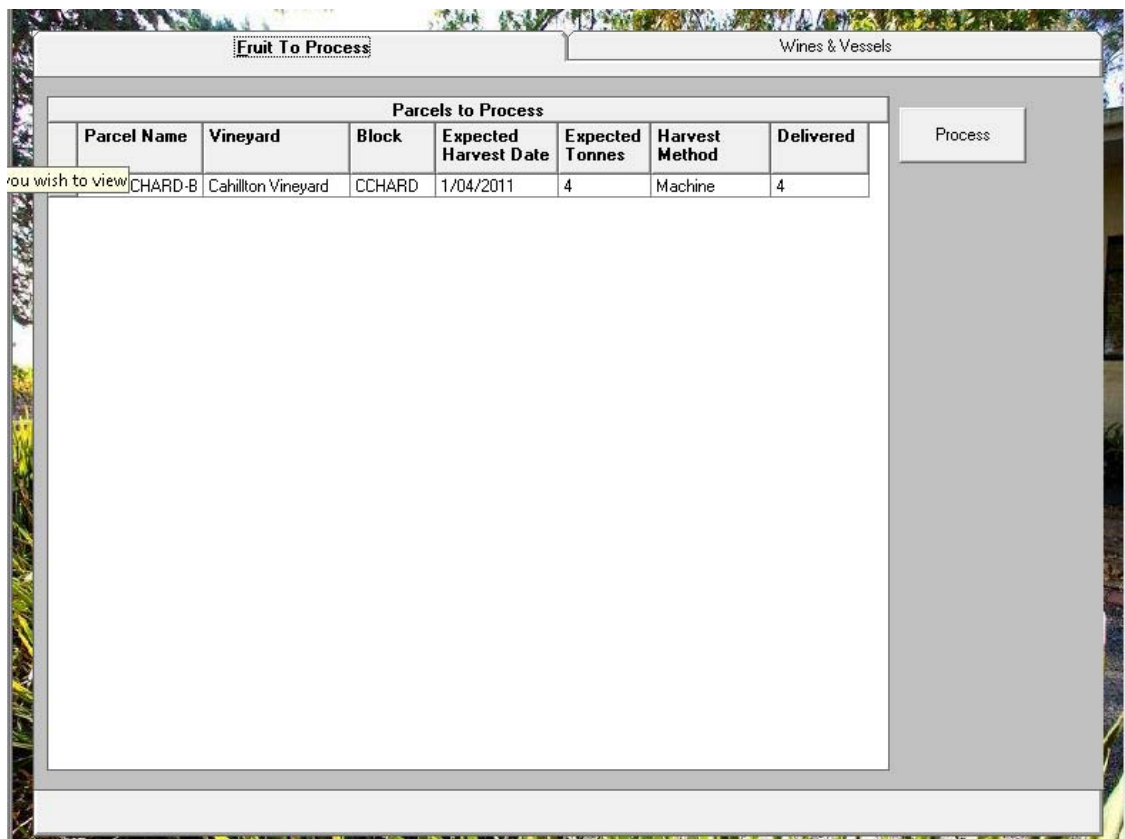 Fruit To Process
Wines & Vessels
Parcels to Process
Parcel Name Vineyard Block Expected Harvest Date Expected Tonnes Harvest Method Delivered
Process
you wish to view
CHARD-B Cahillton Vineyard CCHARD 1/04/2011 4 Machine 4